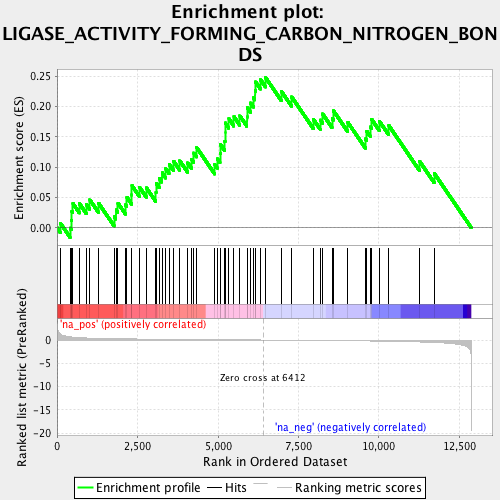 Enrichment plot:
LIGASE_ACTIVITY_FORMING_CARBON_NITROGEN_BON
DS
Enrichment score (ES)
0.25
0.20
0.15
0.10
0.05
0.00
'na_pos' (positively correlated)
Ranked list metric (PreRanked)
0
-5
-10
-15
-20
Zero cross at 6412
'na_neg' (negatively correlated)
0
2,500
5,000
7,500
10,000
12,500
Rank in Ordered Dataset
Enrichment profile
Hits
Ranking metric scores